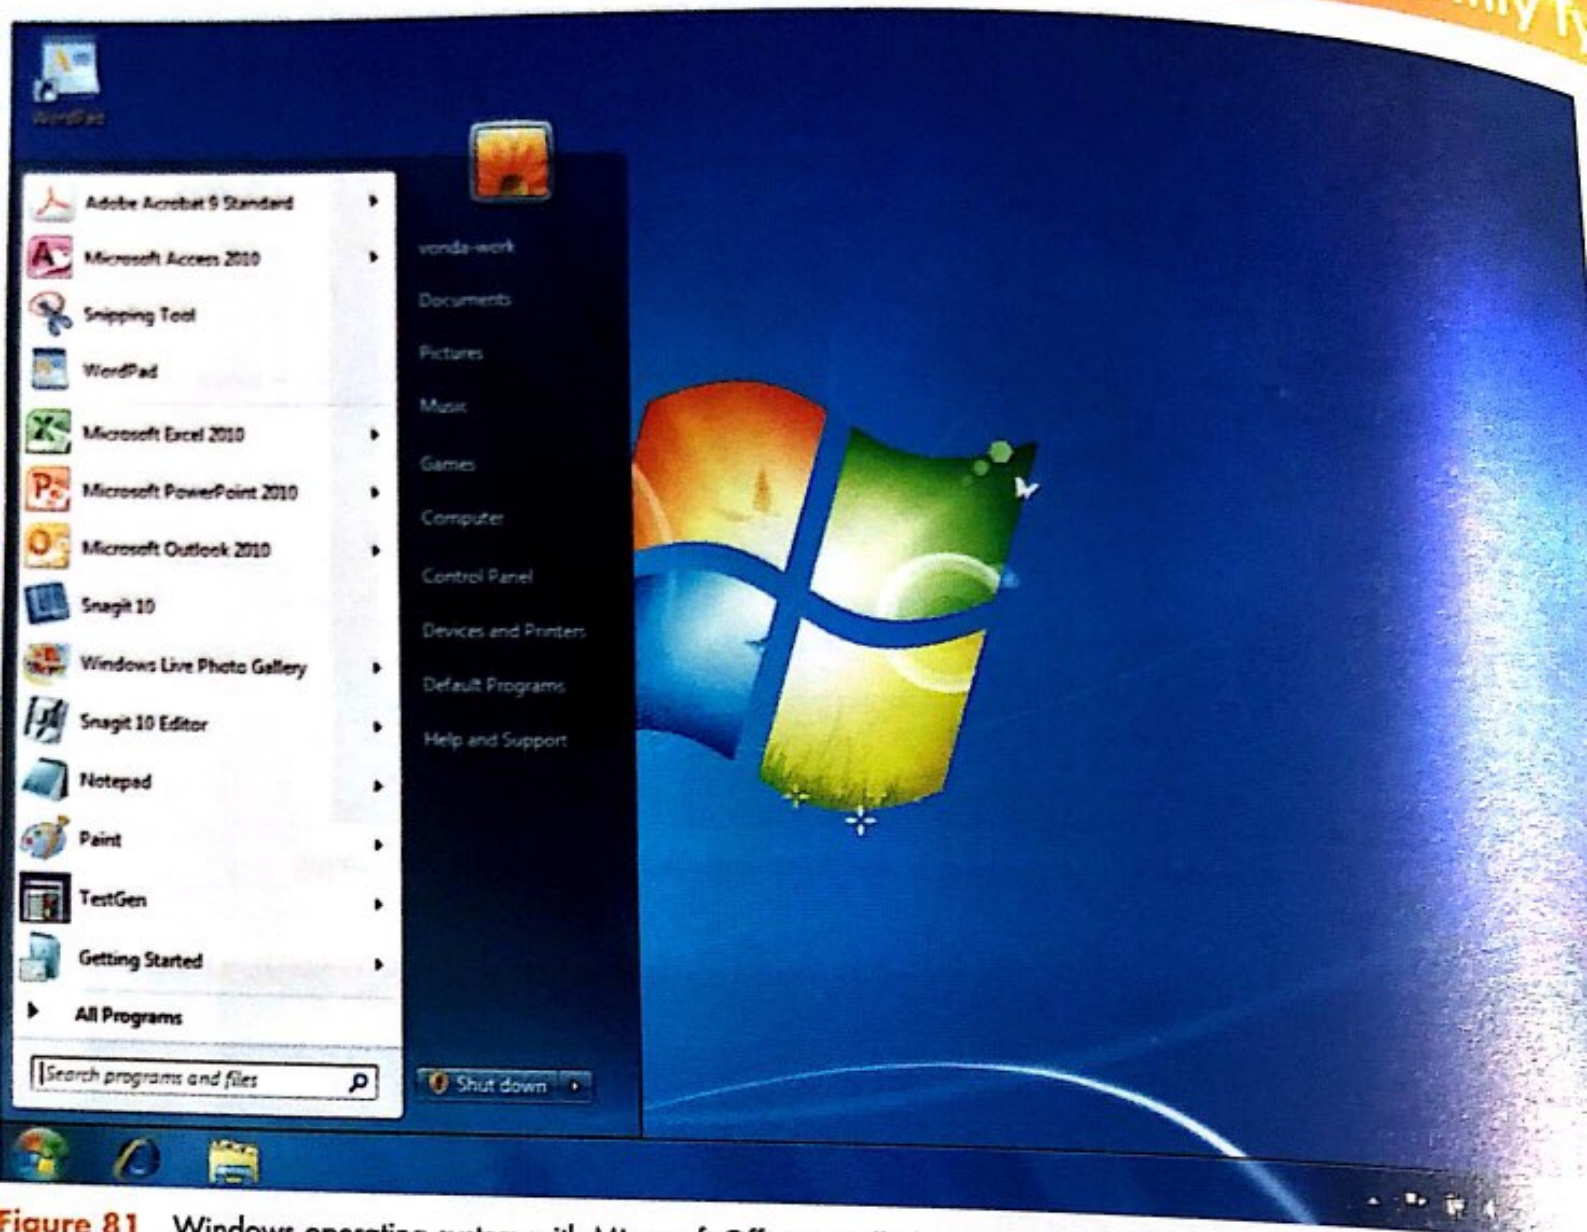 WordPad
Adobe Acrobat 9 Standard
Microsoft Access 2010
Snipping Tool
WordPad
Microsoft Excel 2010
Microsoft PowerPoint 2010
Microsoft Outlook 2010
Snagit 10
Windows Live Photo Gallery
Snagit 10 Editor
Notepad
Paint
TestGen
Getting Started
All Programs
Search programs and files
vonda-work
Documents
Pictures
Music
Games
Computer
Control Panel
Devices and Printers
Default Programs
Help and Support
Shut down
Figure 81 Windows operating system with Microsoft